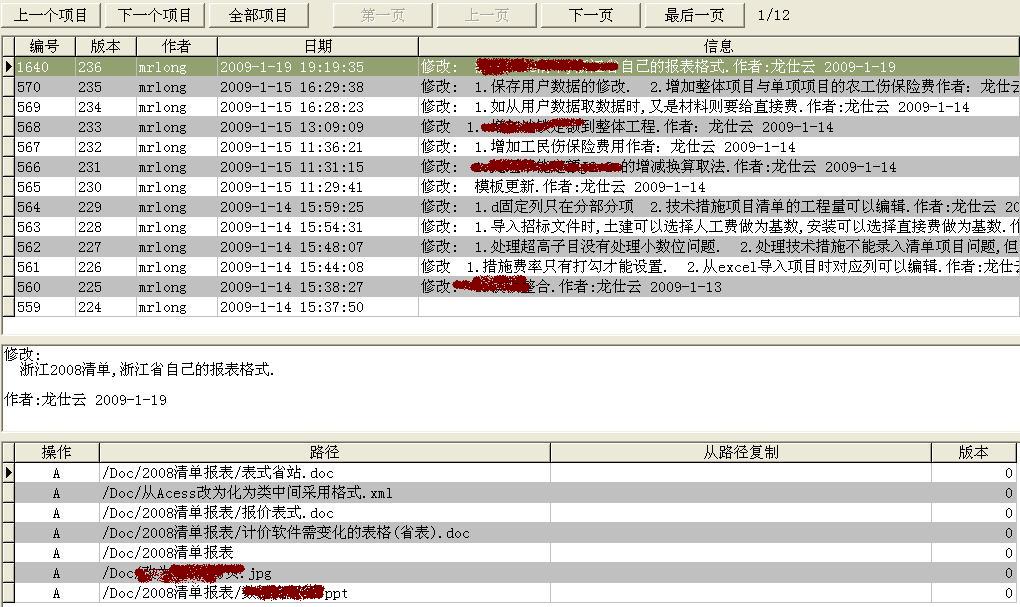 上一个项目 下一个项目 全部项目 第一页 上一页 下一页 最后一页 1/12
编号 版本 作者 日期 信息
1640 236 mrlong 2009-1-19 19:19:35 修改: 自己的报表格式.作者:龙仕云 2009-1-19
570 235 mrlong 2009-1-15 16:29:38 修改: 1.保存用户数据的修改. 2.增加整体项目与单项项目的农工伤保险费作者: 龙仕云
569 234 mrlong 2009-1-15 16:28:23 修改: 1.如从用户数据取数据时,又是材料则要给直接费.作者:龙仕云 2009-1-14
568 233 mrlong 2009-1-15 13:09:09 修改 1. 到整体工程.作者: 龙仕云 2009-1-14
567 232 mrlong 2009-1-15 11:36:21 修改: 1.增加工民伤保险费用作者: 龙仕云 2009-1-14
566 231 mrlong 2009-1-15 11:31:15 修改: 的增减换算取法.作者:龙仕云 2009-1-14
565 230 mrlong 2009-1-15 11:29:41 修改: 模板更新.作者:龙仕云 2009-1-14
564 229 mrlong 2009-1-14 15:59:25 修改: 1.d固定列只在分部分项 2.技术措施项目清单的工程量可以编辑.作者:龙仕云 20
563 228 mrlong 2009-1-14 15:54:31 修改: 1.导入招标文件时,土建可以选择人工费做为基数,安装可以选择直接费做为基数.作
562 227 mrlong 2009-1-14 15:48:07 修改: 1.处理超高子目没有处理小数位问题. 2.处理技术措施不能录入清单项目问题,但
561 226 mrlong 2009-1-14 15:44:08 修改 1.措施费率只有打勾才能设置. 2.从excel导入项目时对应列可以编辑.作者:龙仕云
560 225 mrlong 2009-1-14 15:38:27 修改: 整合.作者:龙仕云 2009-1-13
559 224 mrlong 2009-1-14 15:37:50
修改:
浙江2008清单,浙江省自己的报表格式.
作者:龙仕云 2009-1-19
操作 路径 从路径复制 版本
A /Doc/2008清单报表/表式省站.doc 0
A /Doc/从Acess改为化为类中间采用格式.xml 0
A /Doc/2008清单报表/报价表式.doc 0
A /Doc/2008清单报表/计价软件需变化的表格(省表).doc 0
A /Doc/2008清单报表 0
A /Doc .jpg 0
A /Doc/2008清单报表/ ppt 0